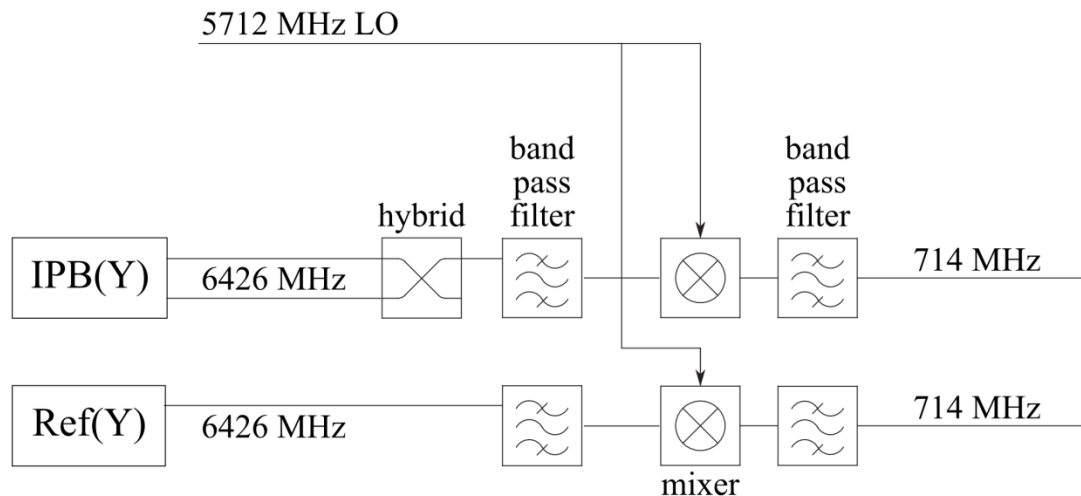 5712 MHz LO
band
pass
filter
band
pass
filter
hybrid
IPB(Y)
6426 MHz
714 MHz
Ref(Y)
6426 MHz
714 MHz
mixer